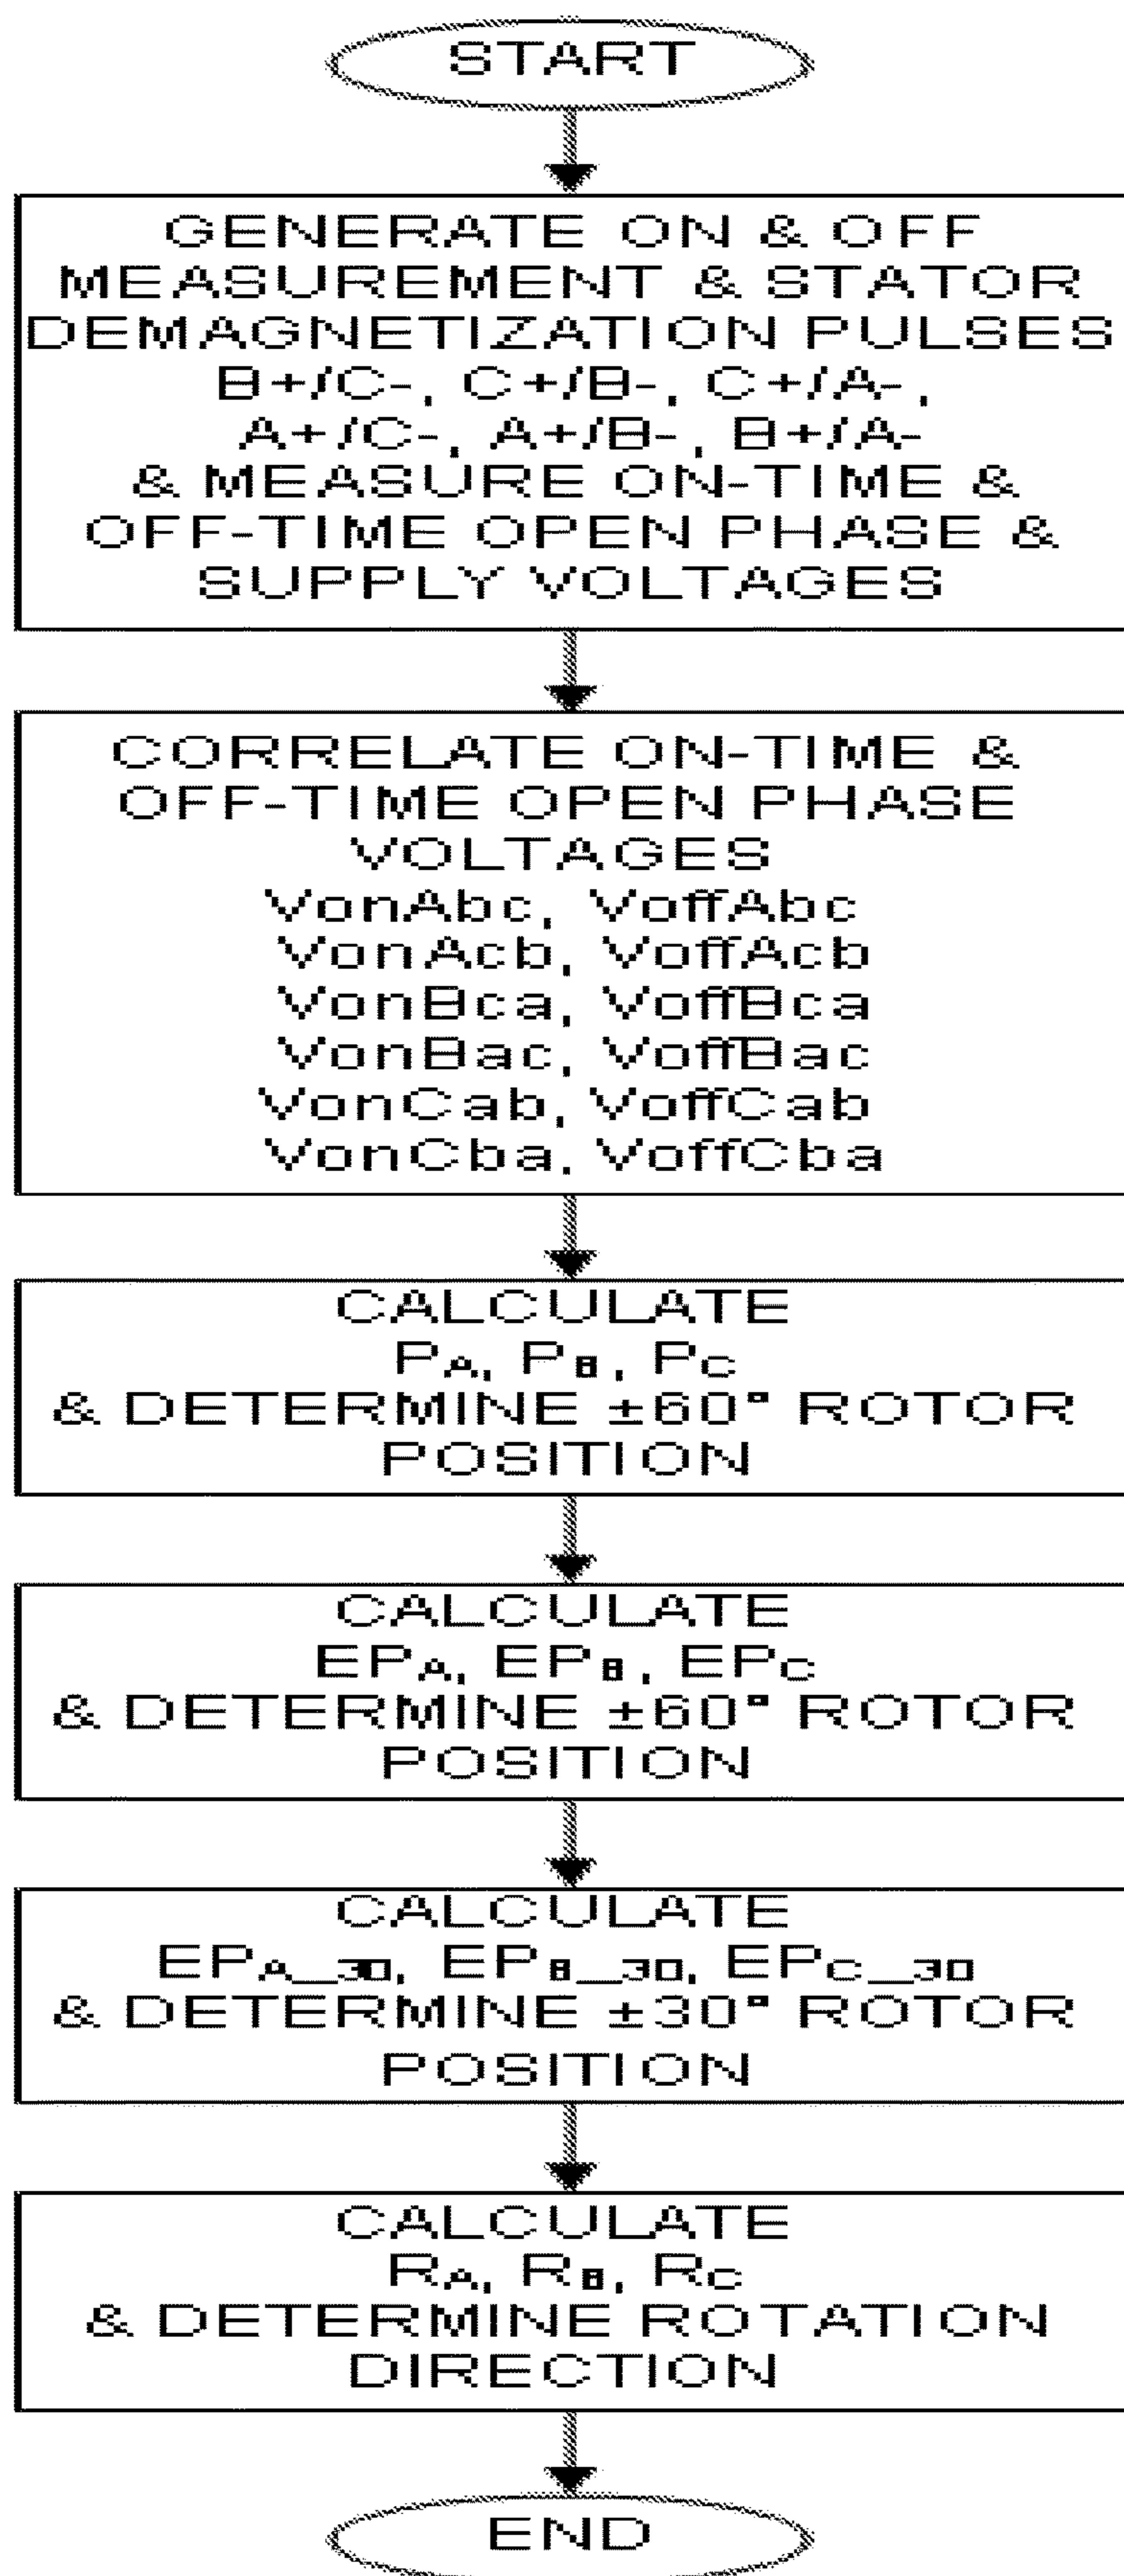 START
GENERATE ON & OFF
MEASUREMENT & STATOR
DEMAGNETIZATION PULSES
B+/C-, C+/B-, C+/A-,
A+/C-, A+/B-, B+/A-
& MEASURE ON-TIME &
OFF-TIME OPEN PHASE &
SUPPLY VOLTAGES
CORRELATE ON-TIME &
OFF-TIME OPEN PHASE
VOLTAGES
VonAbc, VoffAbc
VonAcb, VoffAcb
VonBca, VoffBca
VonBac, VoffBac
VonCab, VoffCab
VonCba, VoffCba
CALCULATE
PA, PB, PC
& DETERMINE ±60° ROTOR
POSITION
CALCULATE
EPA, EPB, EPC
& DETERMINE ±60° ROTOR
POSITION
CALCULATE
EPA_30, EPB_30, EPC_30
& DETERMINE ±30° ROTOR
POSITION
CALCULATE
RA, RB, RC
& DETERMINE ROTATION
DIRECTION
END